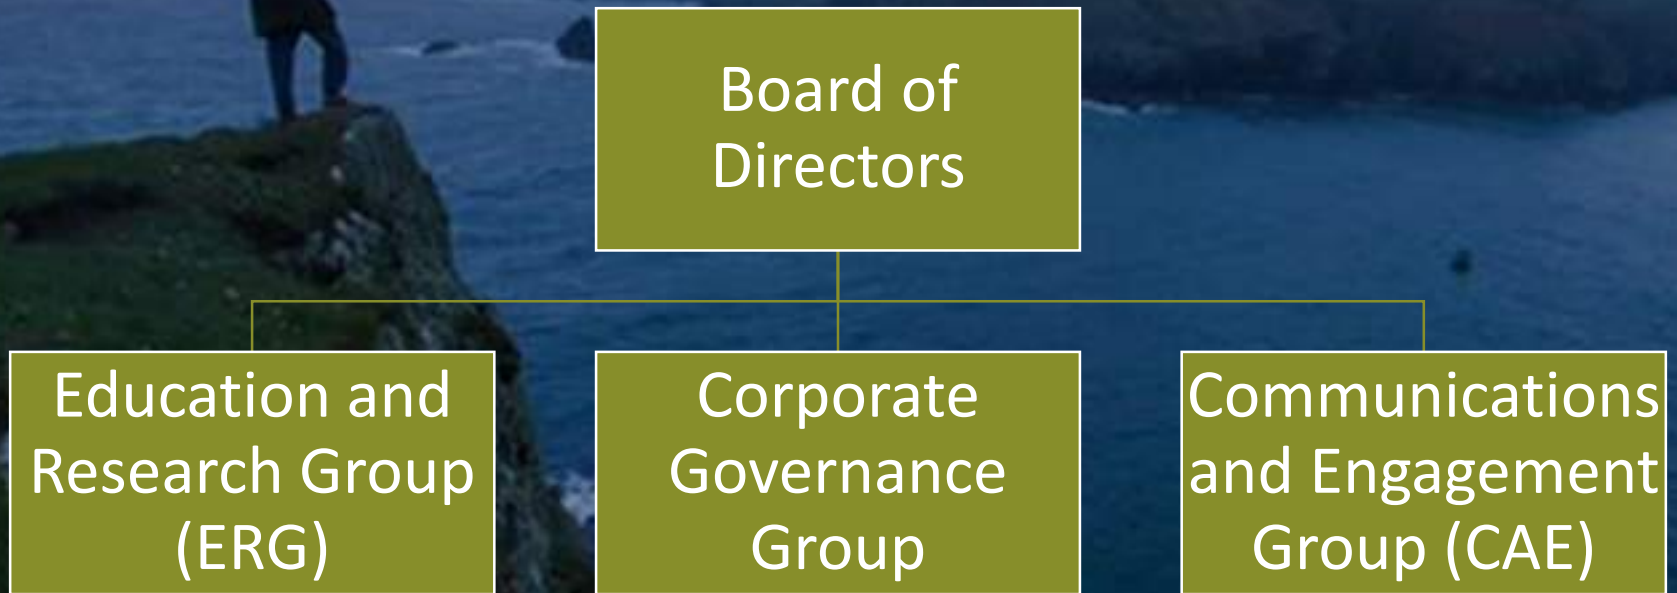 Board of
Directors
Education and
Research Group
(ERG)
Corporate
Governance
Group
Communications
and Engagement
Group (CAE)